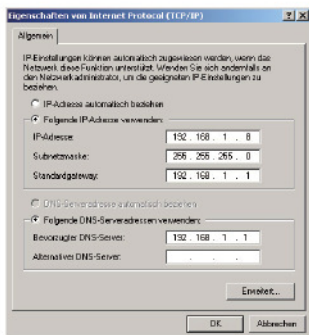 Eigenschaften von Internet Protocol (TCP/IP)
Allgemein
IP-Einstellungen können automatisch zugewiesen werden, wenn das
Netzwerk diese Funktion unterstützt. Wenden Sie sich andernfalls an
den Netzwerkadministrator, um die geeigneten IP-Einstellungen zu
beziehen.
IP-Adresse automatisch beziehen
Folgende IP-Adresse verwenden:
IP-Adresse: 192 . 168 . 1 . 8
Subnetzmaske: 255 . 255 . 255 . 0
Standardgateway: 192 . 168 . 1 . 1
DNS-Serveradresse automatisch beziehen
Folgende DNS-Serveradressen verwenden:
Bevorzugter DNS-Server: 192 . 168 . 1 . 1
Alternativer DNS-Server: . . .
Erweitert...
OK Abbrechen